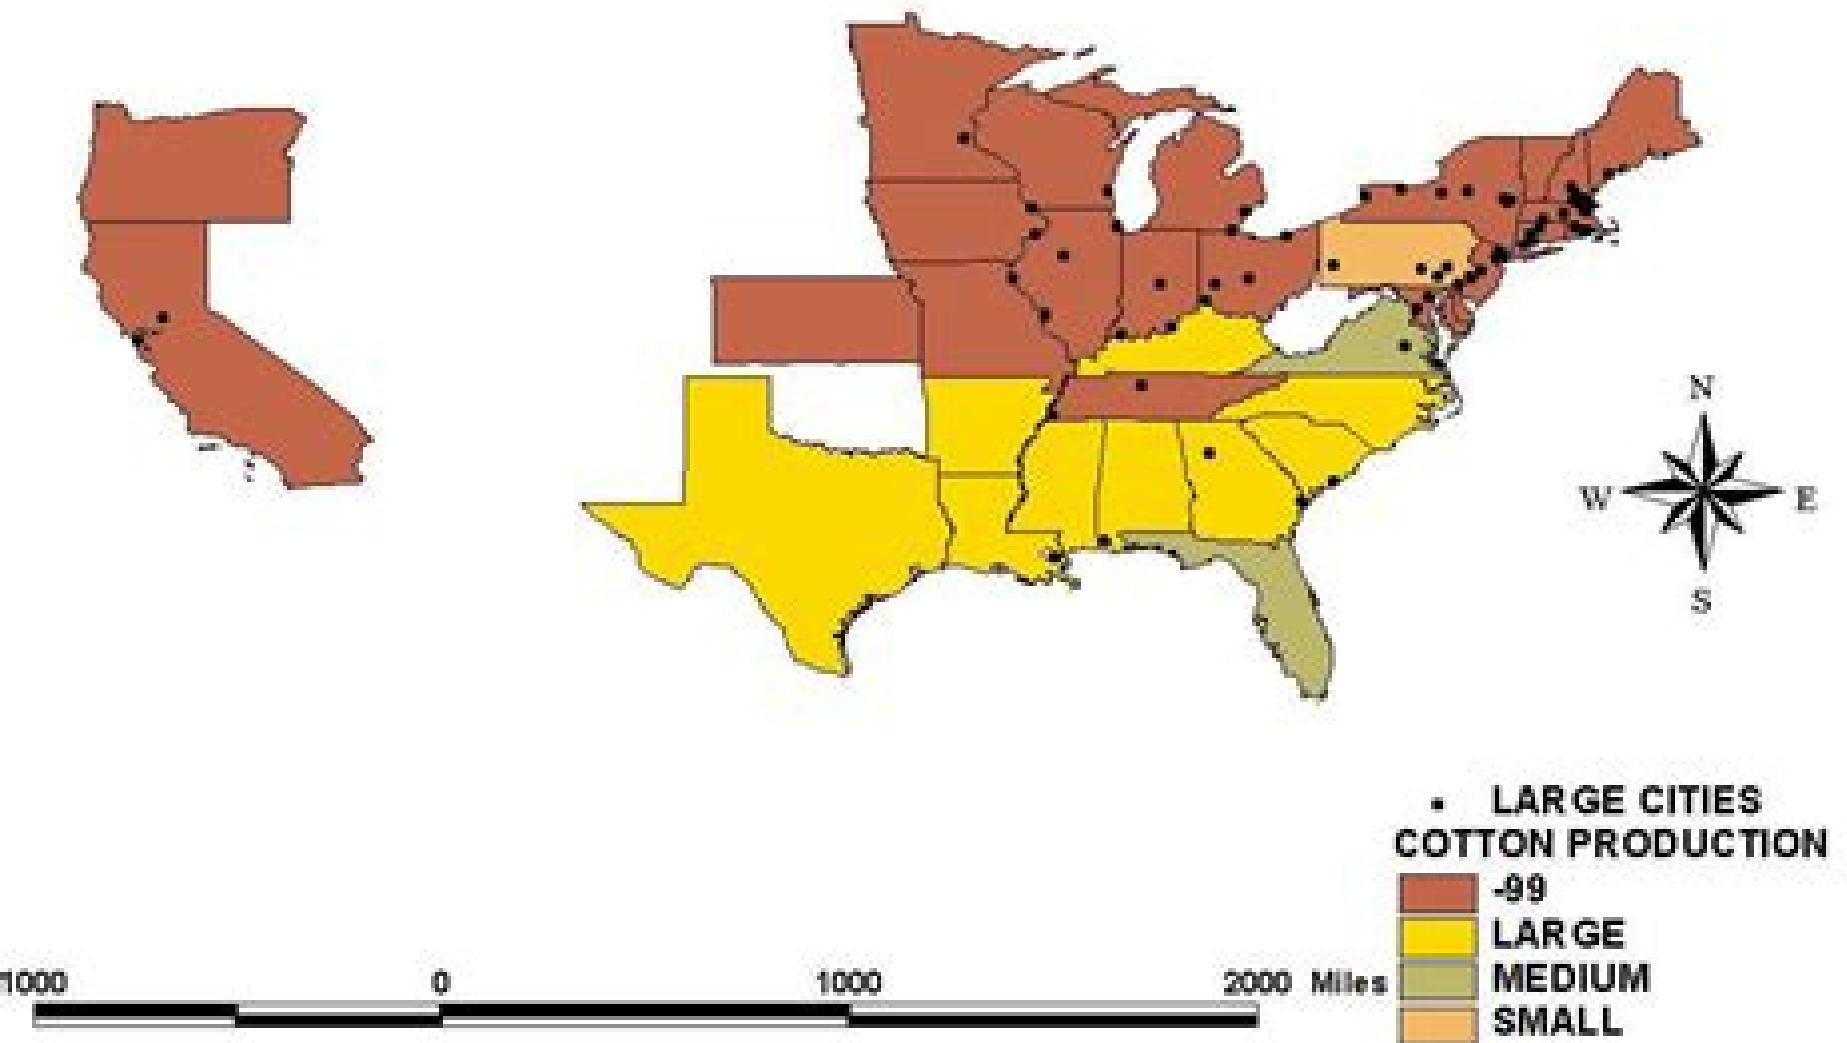 N
W E
S
LARGE CITIES
COTTON PRODUCTION
-99
LARGE
MEDIUM
SMALL
1000 0 1000 2000 Miles